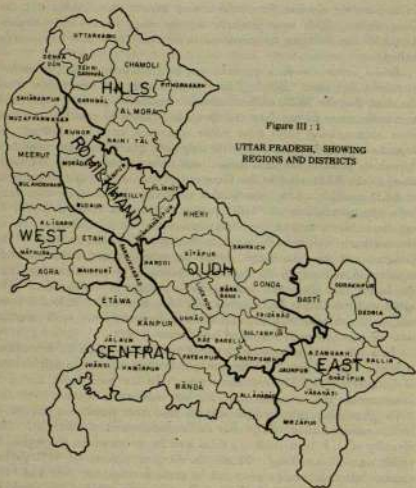 UTTARKASHI
CHAMOLI
DEHRA DUN
TEHRI GARHWAL
PITHORAGARH
HILLS
GARHWAL
ALMORA
NAINI TAL
SAHARANPUR
MUZAFFARNAGAR
BIJNOR
ROHILKHAND
MEERUT
PILIBHIT
BULANDSHAHR
BUDAUN
ALIGARH
WEST
ETAH
MATHURA
AGRA
MAINPURI
Figure III : 1
UTTAR PRADESH, SHOWING
REGIONS AND DISTRICTS
KHERI
SITAPUR
BAHRAICH
HARDOI
OUDH
GONDA
BARA BANKI
LUCKNOW
BASTI
GORAKHPUR
DEORIA
FAIZABAD
UNNAO
SULTANPUR
RAE BARELI
PRATAPGARH
ETAWA
KANPUR
CENTRAL
JALAUN
JHANSI
HAMIRPUR
FATEHPUR
BANDA
ALLAHABAD
AZAMGARH
BALLIA
EAST
JAUNPUR
GHAZIPUR
VARANASI
MIRZAPUR